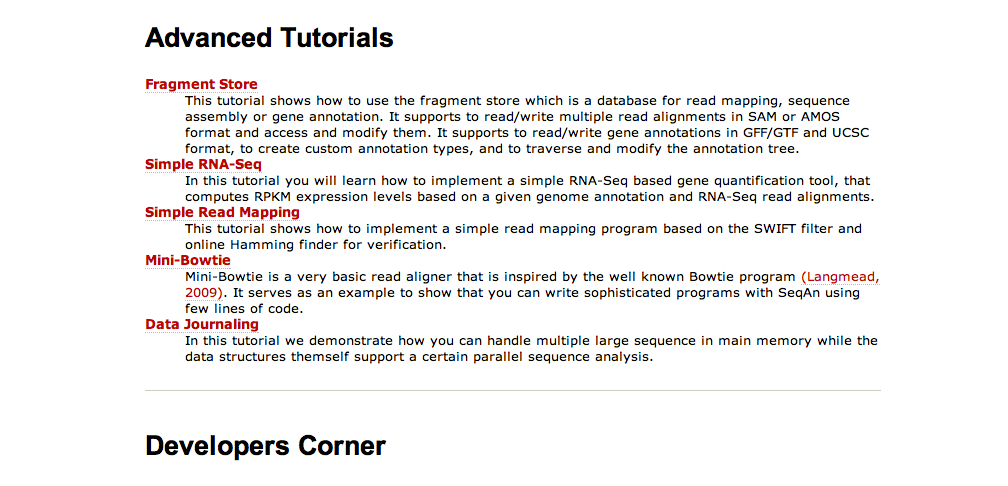 Advanced Tutorials
Fragment Store
This tutorial shows how to use the fragment store which is a database for read mapping, sequence
assembly or gene annotation. It supports to read/write multiple read alignments in SAM or AMOS
format and access and modify them. It supports to read/write gene annotations in GFF/GTF and UCSC
format, to create custom annotation types, and to traverse and modify the annotation tree.
Simple RNA-Seq
In this tutorial you will learn how to implement a simple RNA-Seq based gene quantification tool, that
computes RPKM expression levels based on a given genome annotation and RNA-Seq read alignments.
Simple Read Mapping
This tutorial shows how to implement a simple read mapping program based on the SWIFT filter and
online Hamming finder for verification.
Mini-Bowtie
Mini-Bowtie is a very basic read aligner that is inspired by the well known Bowtie program (Langmead,
2009). It serves as an example to show that you can write sophisticated programs with SeqAn using
few lines of code.
Data Journaling
In this tutorial we demonstrate how you can handle multiple large sequence in main memory while the
data structures themself support a certain parallel sequence analysis.
Developers Corner